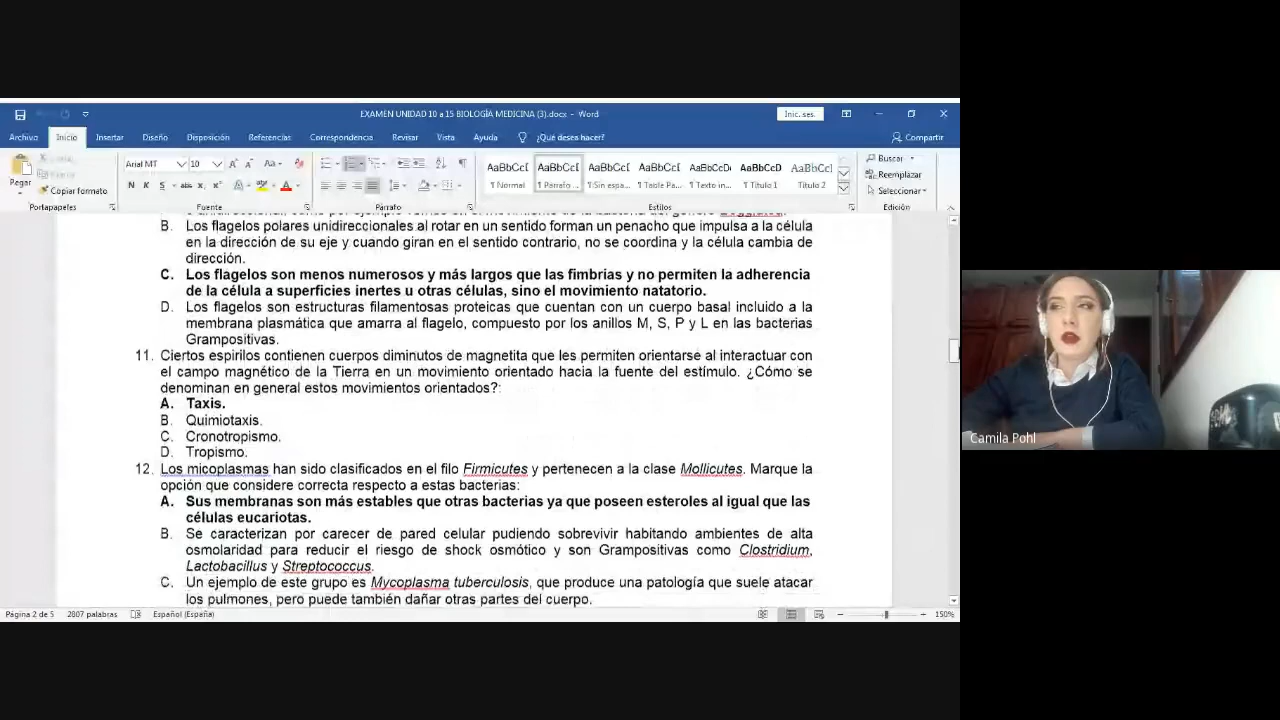 EXAMEN UNIDAD 10 a 15 BIOLOGÍA MEDICINA (3).docx - Word
Inic. ses.
Archivo Inicio Insertar Diseño Disposición Referencias Correspondencia Revisar Vista Ayuda ¿Qué desea hacer? Compartir
Pegar
Copiar formato
Portapapeles
Arial MT 10
Fuente
Párrafo
AaBbCcI AaBbCcI AaBbCcI AaBbCcI AaBbCcDi AaBbCcD AaBbCcD
¶ Normal ¶ Párrafo ... ¶ Sin espa... ¶ Table Pa... ¶ Texto in... ¶ Título 1 Título 2
Estilos
Buscar
Reemplazar
Seleccionar
Edición
B. Los flagelos polares unidireccionales al rotar en un sentido forman un penacho que impulsa a la célula
en la dirección de su eje y cuando giran en el sentido contrario, no se coordina y la célula cambia de
dirección.
C. Los flagelos son menos numerosos y más largos que las fimbrías y no permiten la adherencia
de la célula a superficies inertes u otras células, sino el movimiento natatorio.
D. Los flagelos son estructuras filamentosas proteicas que cuentan con un cuerpo basal incluido a la
membrana plasmática que amarra al flagelo, compuesto por los anillos M, S, P y L en las bacterias
Grampositivas.
11. Ciertos espirilos contienen cuerpos diminutos de magnetita que les permiten orientarse al interactuar con
el campo magnético de la Tierra en un movimiento orientado hacia la fuente del estímulo. ¿Cómo se
denominan en general estos movimientos orientados?:
A. Taxis.
B. Quimiotaxis.
C. Cronotropismo.
D. Tropismo.
12. Los micoplasmas han sido clasificados en el filo Firmicutes y pertenecen a la clase Mollicutes. Marque la
opción que considere correcta respecto a estas bacterias:
A. Sus membranas son más estables que otras bacterias ya que poseen esteroles al igual que las
células eucariotas.
B. Se caracterizan por carecer de pared celular pudiendo sobrevivir habitando ambientes de alta
osmolaridad para reducir el riesgo de shock osmótico y son Grampositivas como Clostridium,
Lactobacillus y Streptococcus.
C. Un ejemplo de este grupo es Mycoplasma tuberculosis, que produce una patología que suele atacar
los pulmones, pero puede también dañar otras partes del cuerpo.
Página 2 de 5 2807 palabras Español (España) 150%
Camila Pohl